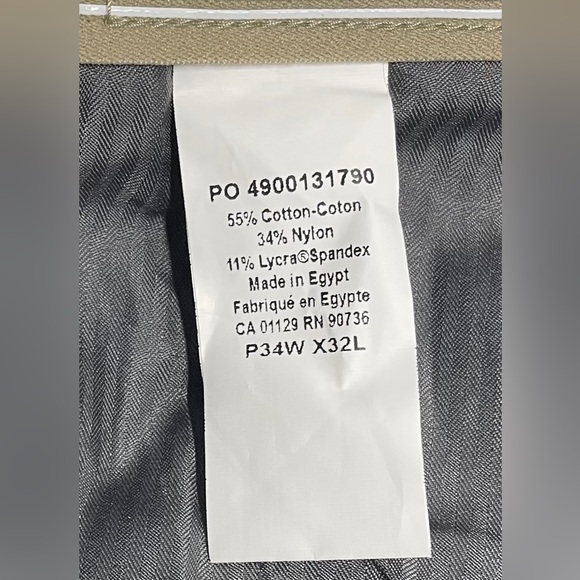 PO 4900131790
55% Cotton-Coton
34% Nylon
11% Lycra®Spandex
Made in Egypt
Fabriqué en Egypte
CA 01129 RN 90736
P34W X32L